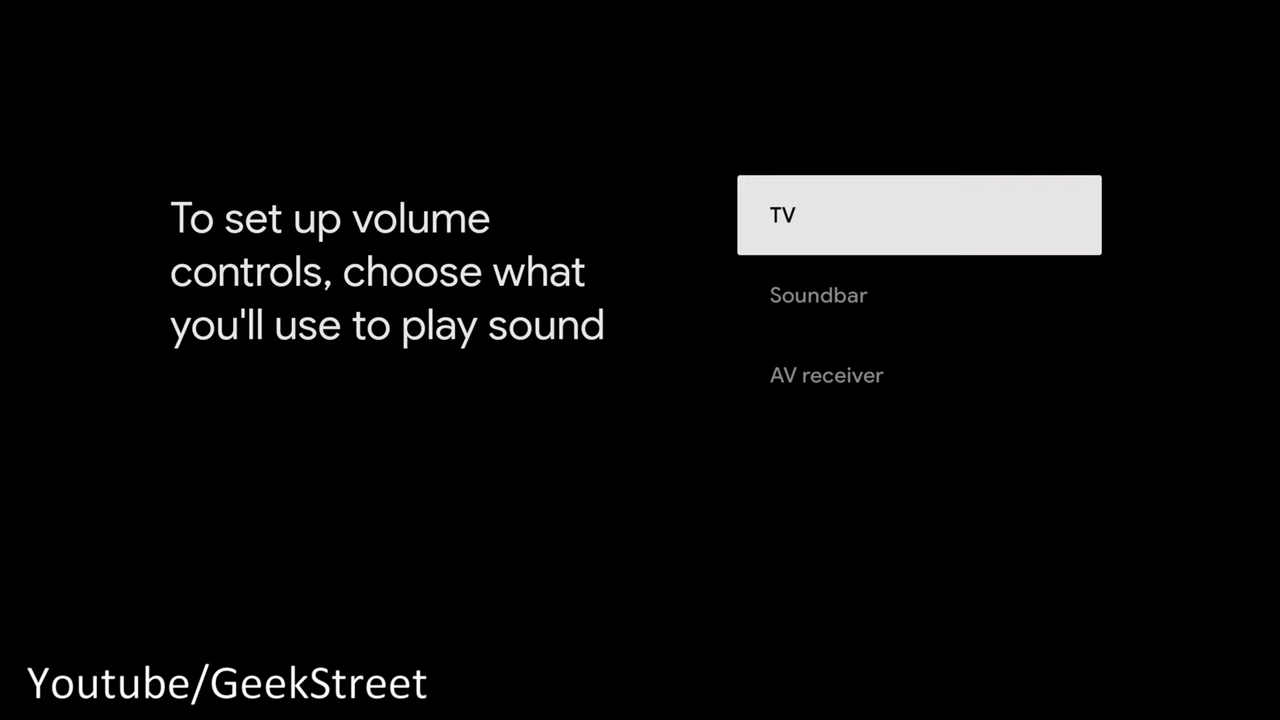 To set up volume
controls, choose what
you'll use to play sound
TV
Soundbar
AV receiver
Youtube/GeekStreet